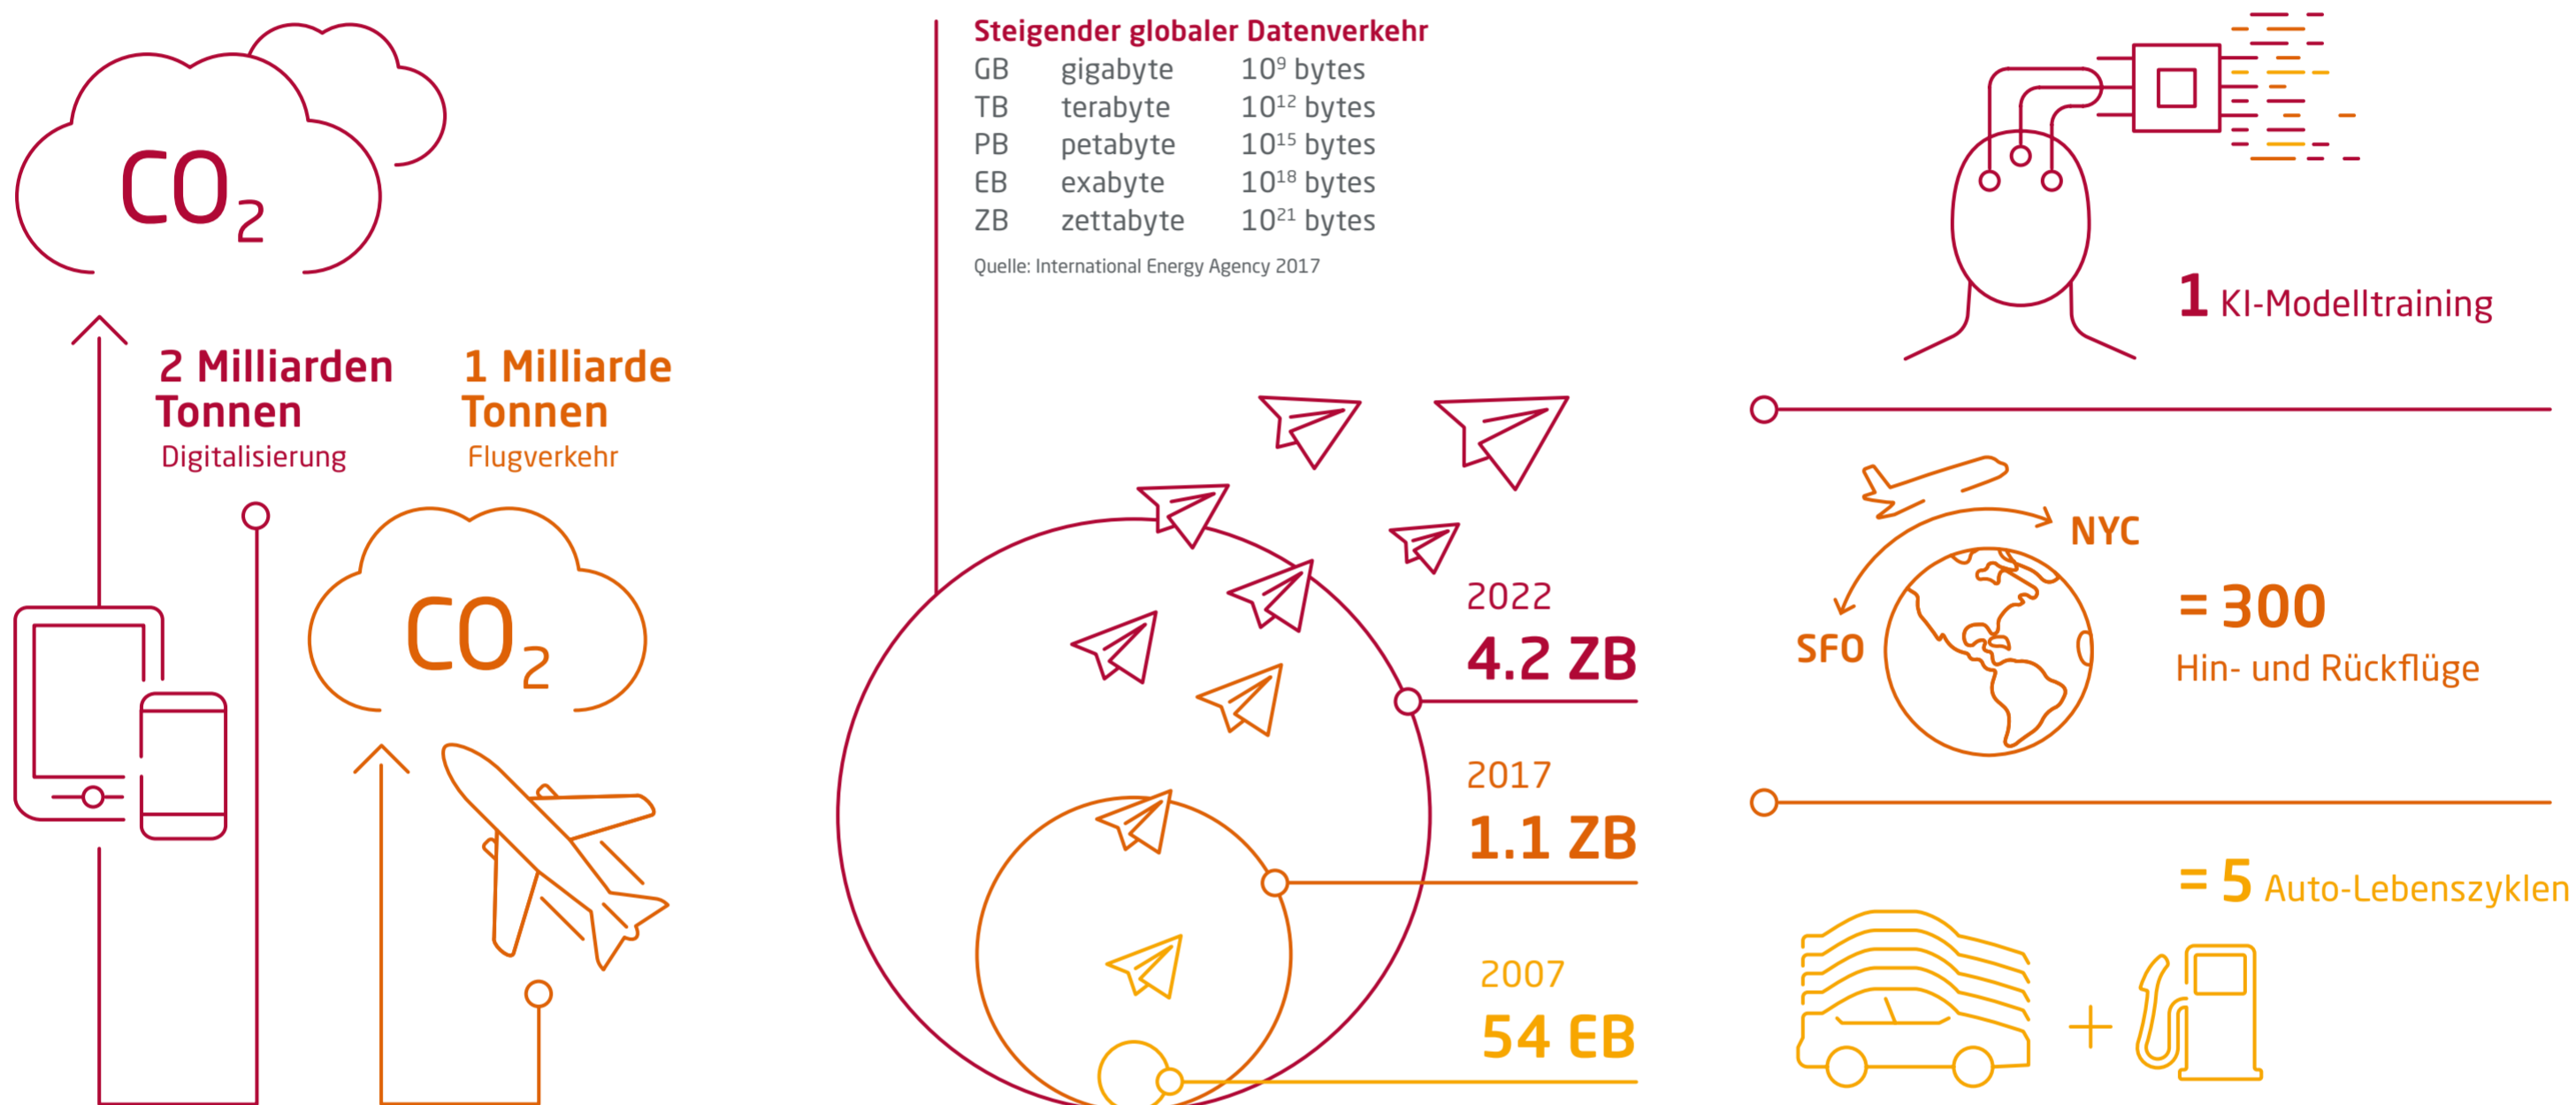 CO₂
2 Milliarden
Tonnen
Digitalisierung
1 Milliarde
Tonnen
Flugverkehr
CO₂
Steigender globaler Datenverkehr
GB gigabyte 10⁹ bytes
TB terabyte 10¹² bytes
PB petabyte 10¹⁵ bytes
EB exabyte 10¹⁸ bytes
ZB zettabyte 10²¹ bytes
Quelle: International Energy Agency 2017
2022
4.2 ZB
2017
1.1 ZB
2007
54 EB
1 KI-Modelltraining
NYC
SFO
= 300
Hin- und Rückflüge
= 5 Auto-Lebenszyklen